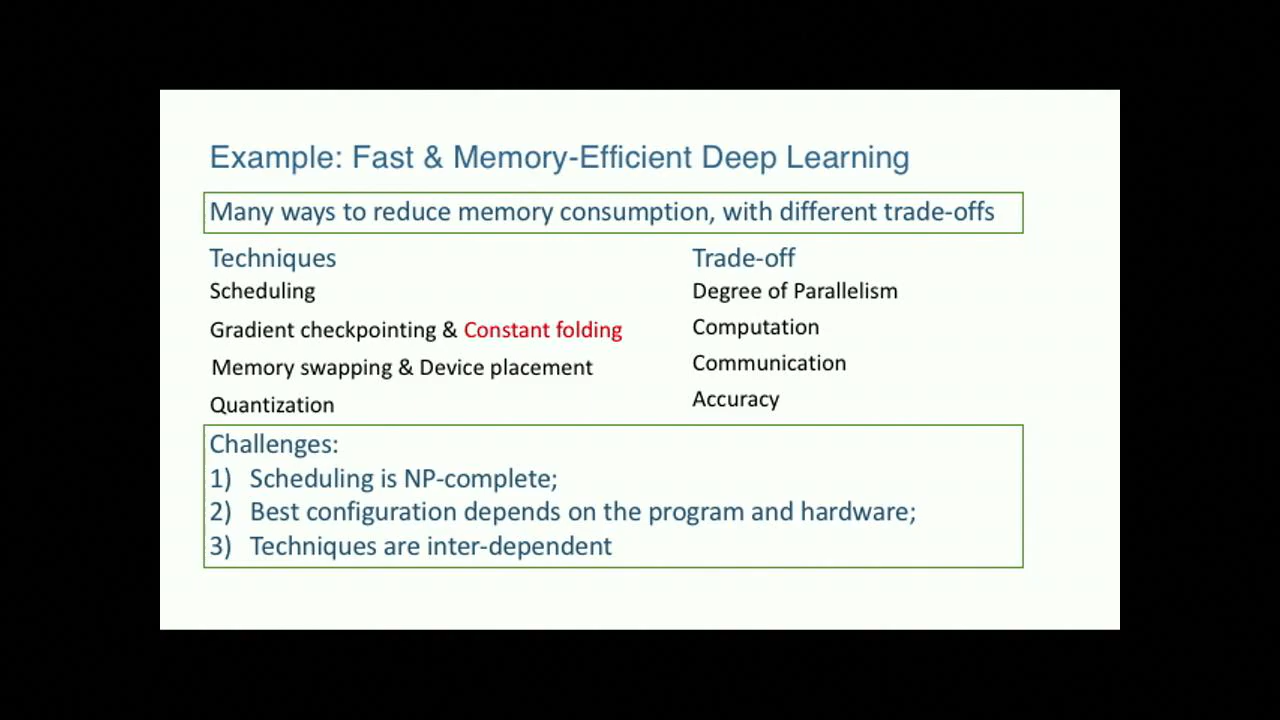 Example: Fast & Memory-Efficient Deep Learning
Many ways to reduce memory consumption, with different trade-offs
Techniques
Scheduling
Gradient checkpointing & Constant folding
Memory swapping & Device placement
Quantization
Trade-off
Degree of Parallelism
Computation
Communication
Accuracy
Challenges:
1) Scheduling is NP-complete;
2) Best configuration depends on the program and hardware;
3) Techniques are inter-dependent